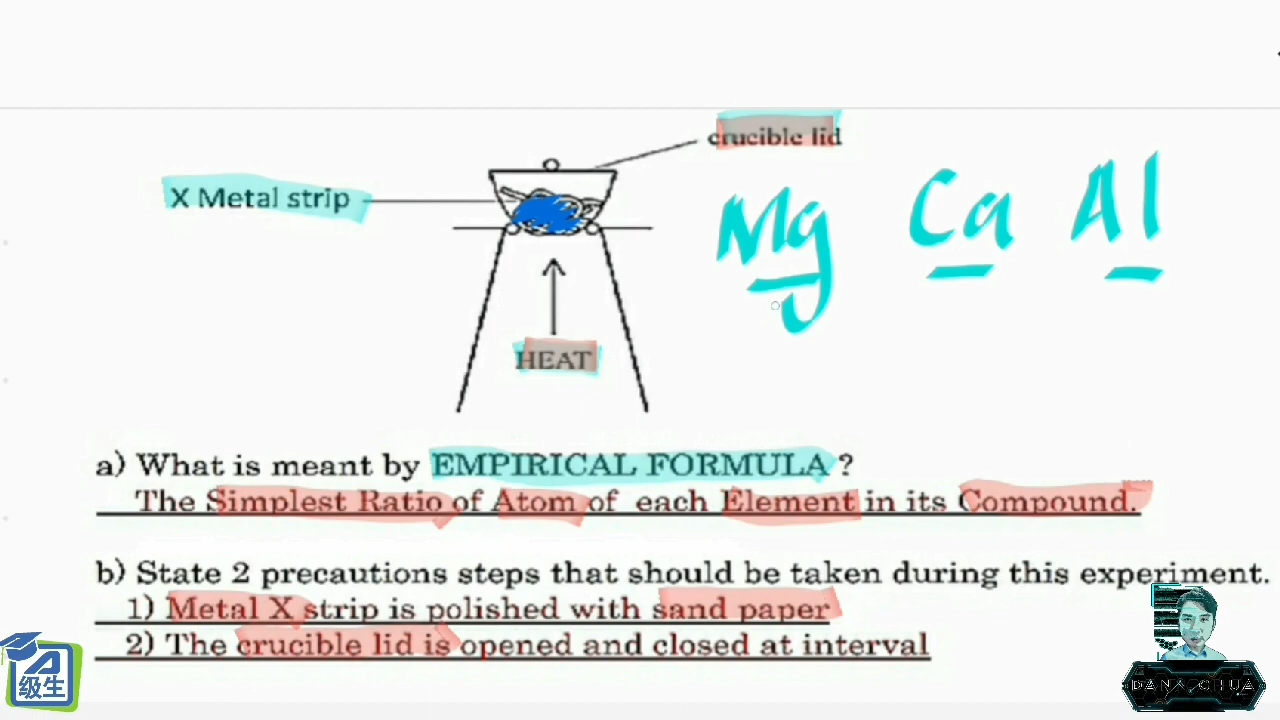 crucible lid
X Metal strip
Mg Ca Al
HEAT
a) What is meant by EMPIRICAL FORMULA ?
The Simplest Ratio of Atom of each Element in its Compound.
b) State 2 precautions steps that should be taken during this experiment.
1) Metal X strip is polished with sand paper
2) The crucible lid is opened and closed at interval
A
级生
DANX CHUA